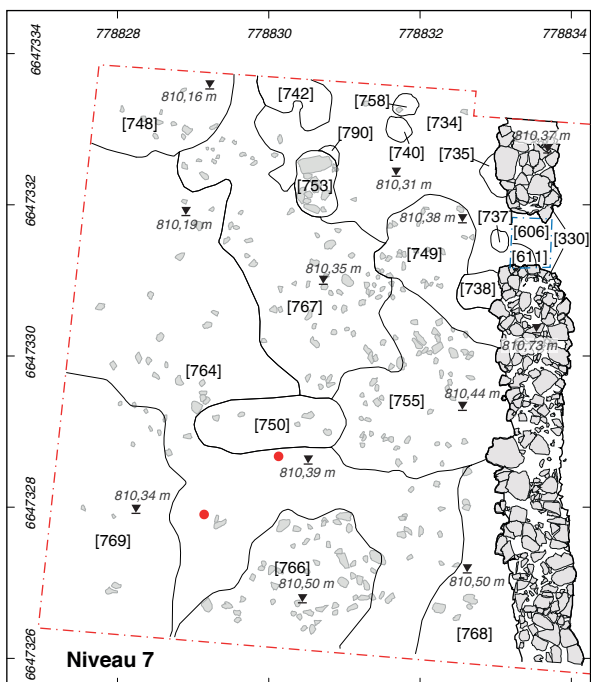 778828
778830
778832
778834
6647334
6647332
6647330
6647328
6647326
810,16 m
[742]
[758]
[734]
[748]
[790]
[740]
[735]
810,37 m
[753]
810,31 m
810,19 m
810,38 m
[737]
[606]
[330]
[749]
[611]
810,35 m
[767]
[738]
810,73 m
[764]
[755]
810,44 m
[750]
810,39 m
810,34 m
[769]
[766]
810,50 m
810,50 m
[768]
Niveau 7